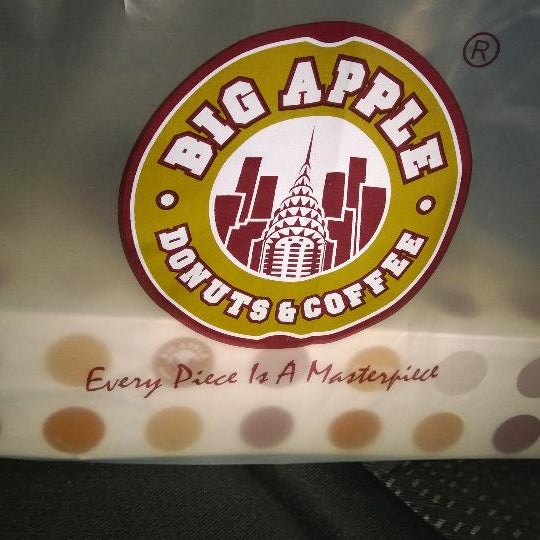 ®
BIG APPLE
DONUTS & COFFEE
Every Piece Is A Masterpiece